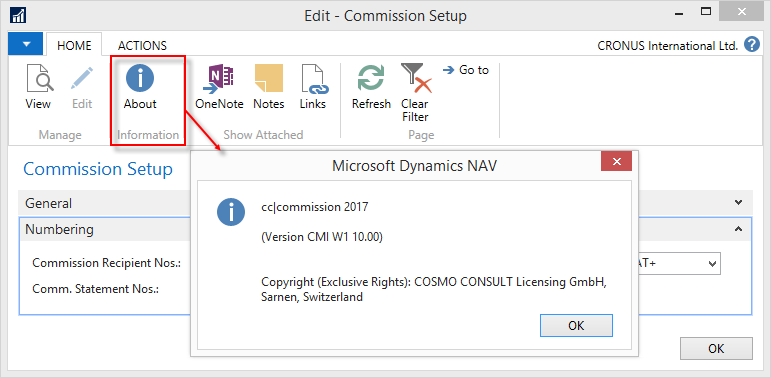 Edit - Commission Setup
HOME ACTIONS CRONUS International Ltd. ?
View Edit About OneNote Notes Links Refresh Clear Filter Go to
Manage Information Show Attached Page
Commission Setup
General
Numbering
Commission Recipient Nos.: AT+
Comm. Statement Nos.:
Microsoft Dynamics NAV
cc|commission 2017
(Version CMI W1 10.00)
Copyright (Exclusive Rights): COSMO CONSULT Licensing GmbH,
Sarnen, Switzerland
OK
OK